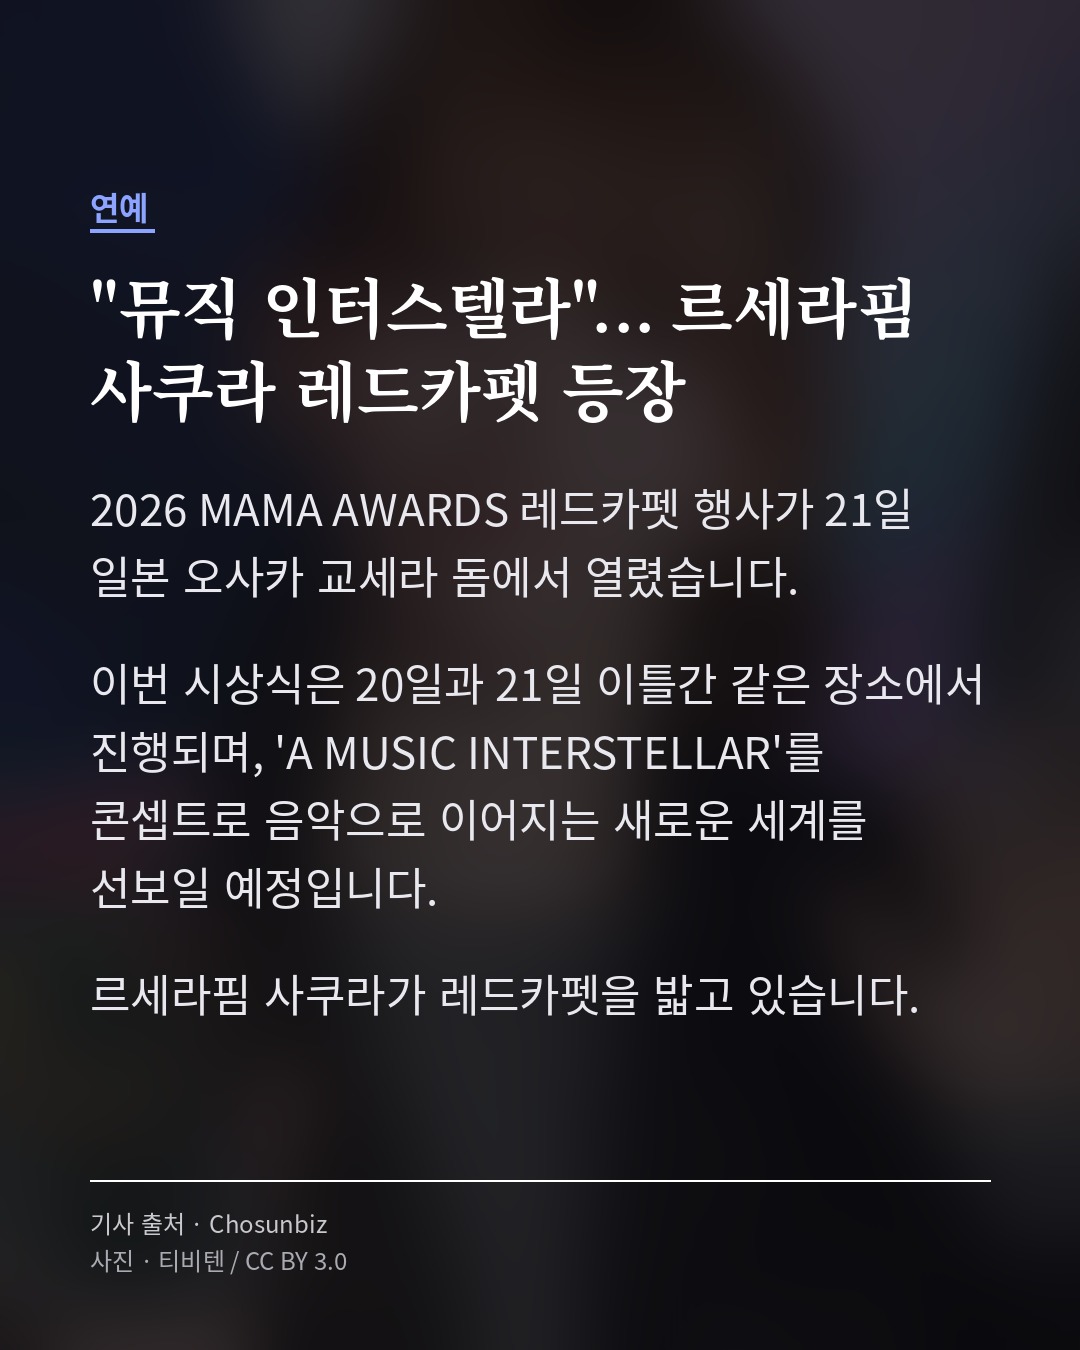 연예
"뮤직 인터스텔라"... 르세라핌
사쿠라 레드카펫 등장
2026 MAMA AWARDS 레드카펫 행사가 21일
일본 오사카 교세라 돔에서 열렸습니다.
이번 시상식은 20일과 21일 이틀간 같은 장소에서
진행되며, 'A MUSIC INTERSTELLAR'를
콘셉트로 음악으로 이어지는 새로운 세계를
선보일 예정입니다.
르세라핌 사쿠라가 레드카펫을 밟고 있습니다.
기사 출처 · Chosunbiz
사진 · 티비텐 / CC BY 3.0